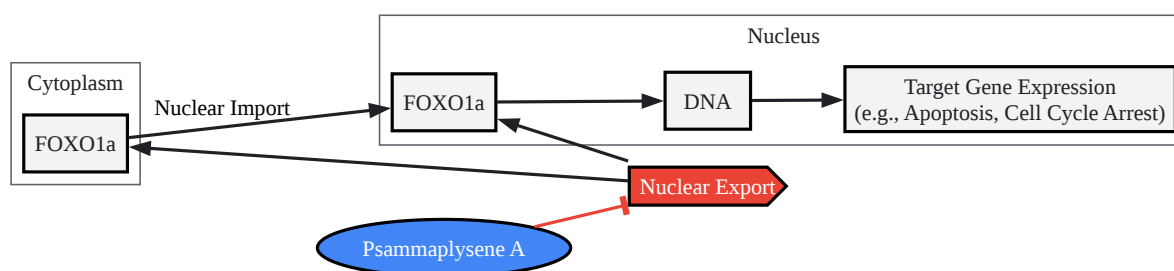 Nucleus
Cytoplasm
Nuclear Import
FOXO1a
DNA
Target Gene Expression
(e.g., Apoptosis, Cell Cycle Arrest)
FOXO1a
Nuclear Export
Psammaplysene A